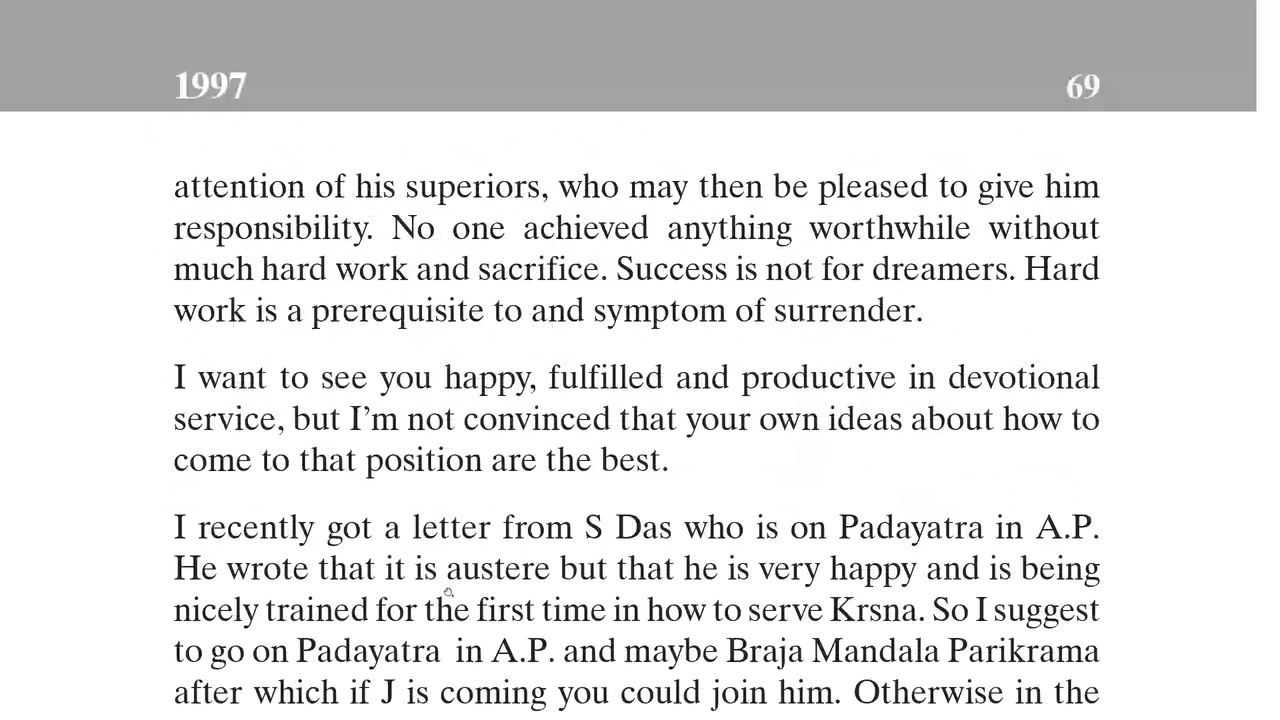 1997 69
attention of his superiors, who may then be pleased to give him
responsibility. No one achieved anything worthwhile without
much hard work and sacrifice. Success is not for dreamers. Hard
work is a prerequisite to and symptom of surrender.
I want to see you happy, fulfilled and productive in devotional
service, but I’m not convinced that your own ideas about how to
come to that position are the best.
I recently got a letter from S Das who is on Padayatra in A.P.
He wrote that it is austere but that he is very happy and is being
nicely trained for the first time in how to serve Krsna. So I suggest
to go on Padayatra in A.P. and maybe Braja Mandala Parikrama
after which if J is coming you could join him. Otherwise in the